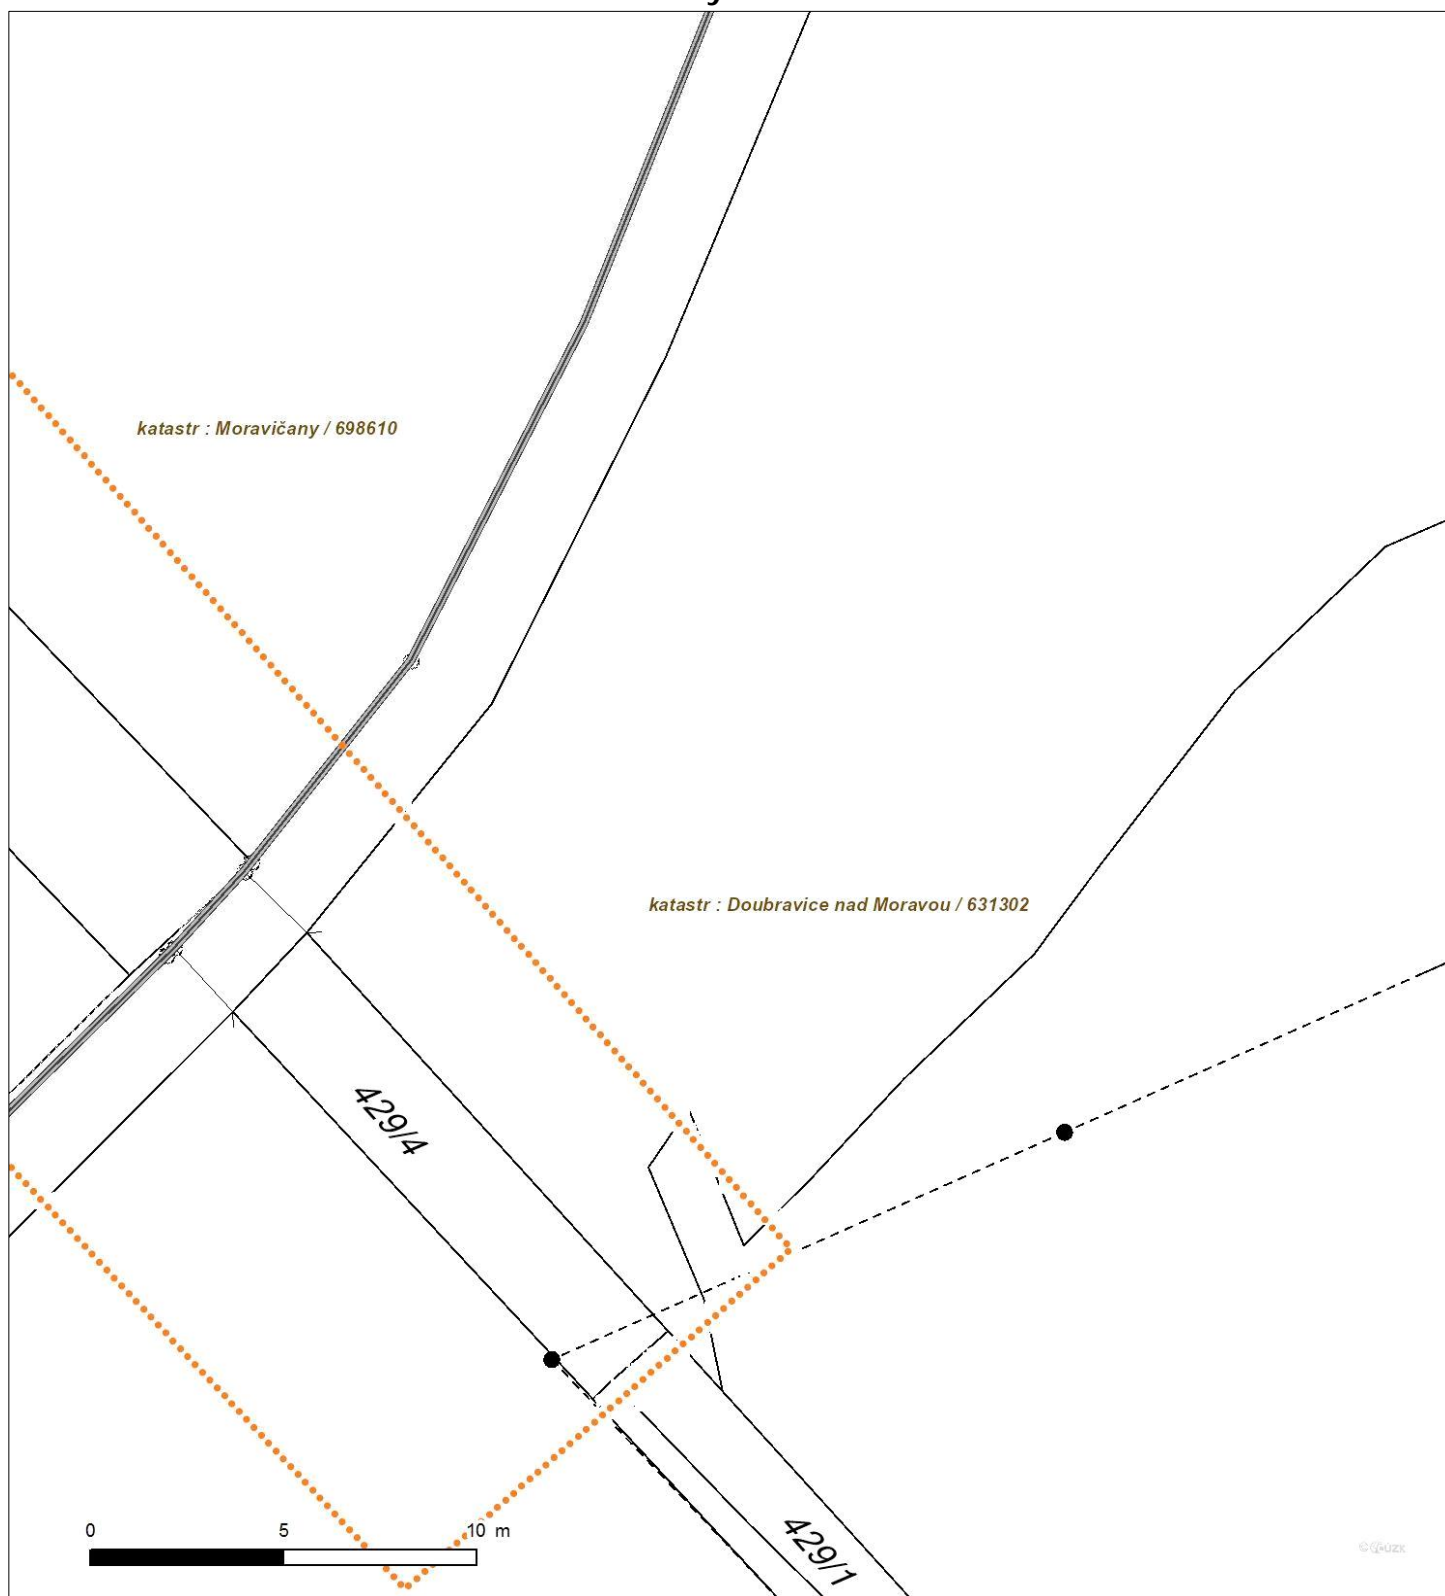 katastr : Moravičany / 698610
katastr : Doubravice nad Moravou / 631302
429/4
429/1
0 5 10 m